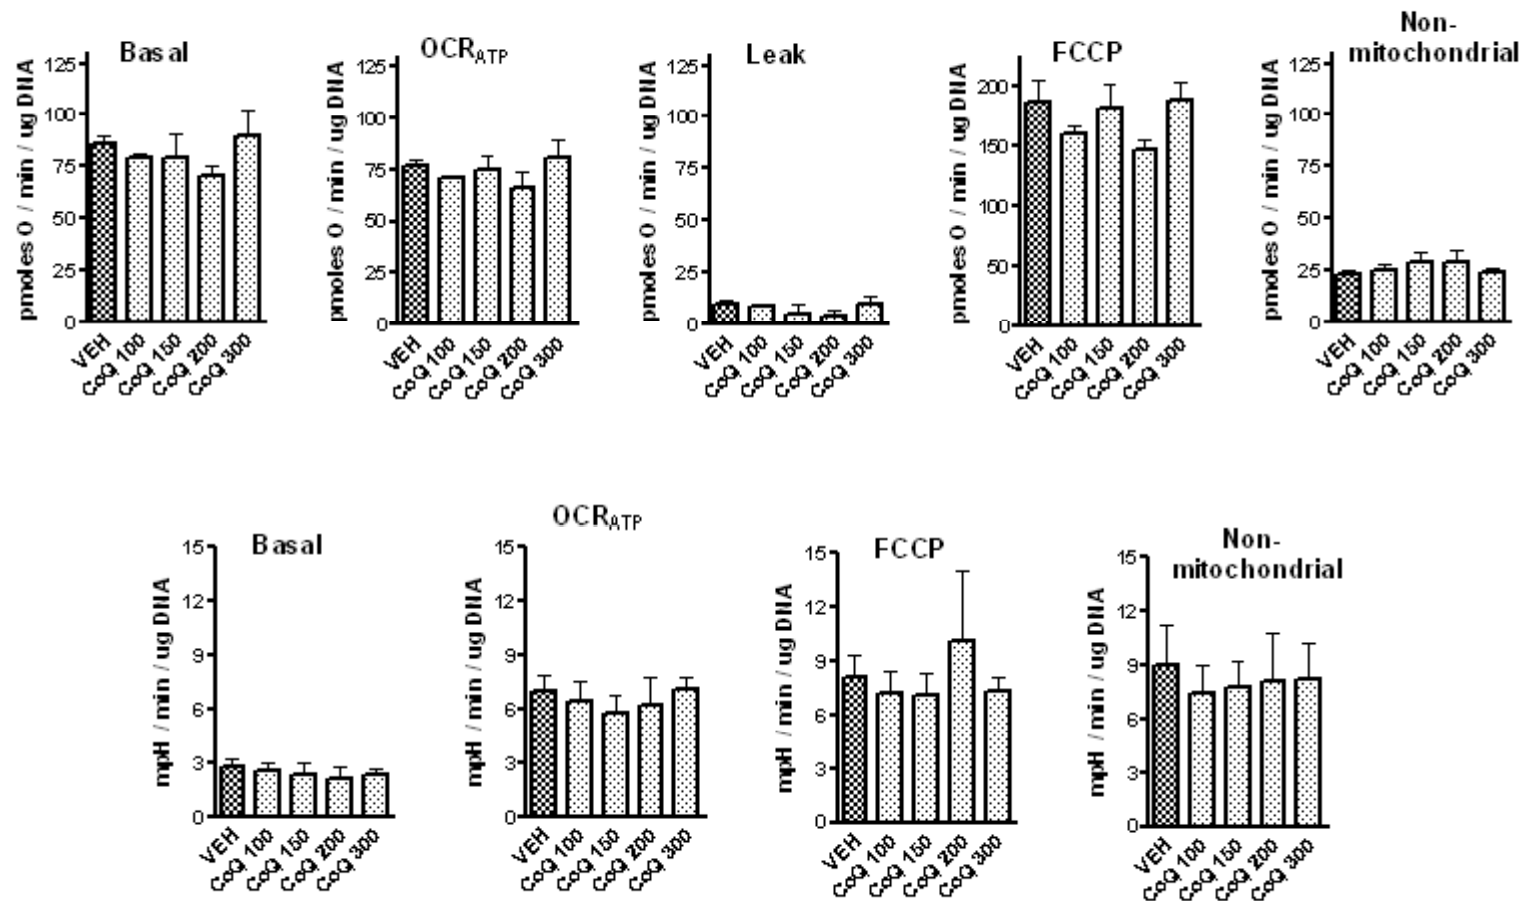 Basal
pmoles O / min / ug DNA
125
100
75
50
25
0
VEH
CoQ 100
CoQ 150
CoQ 200
CoQ 300
OCRATP
pmoles O / min / ug DNA
125
100
75
50
25
0
VEH
CoQ 100
CoQ 150
CoQ 200
CoQ 300
Leak
pmoles O / min / ug DNA
125
100
75
50
25
0
VEH
CoQ 100
CoQ 150
CoQ 200
CoQ 300
FCCP
pmoles O / min / ug DNA
200
150
100
50
0
VEH
CoQ 100
CoQ 150
CoQ 200
CoQ 300
Non-
mitochondrial
pmoles O / min / ug DNA
125
100
75
50
25
0
VEH
CoQ 100
CoQ 150
CoQ 200
CoQ 300
Basal
mpH / min / ug DNA
15
12
9
6
3
0
VEH
CoQ 100
CoQ 150
CoQ 200
CoQ 300
OCRATP
mpH / min / ug DNA
15
12
9
6
3
0
VEH
CoQ 100
CoQ 150
CoQ 200
CoQ 300
FCCP
mpH / min / ug DNA
15
12
9
6
3
0
VEH
CoQ 100
CoQ 150
CoQ 200
CoQ 300
Non-
mitochondrial
mpH / min / ug DNA
15
12
9
6
3
0
VEH
CoQ 100
CoQ 150
CoQ 200
CoQ 300